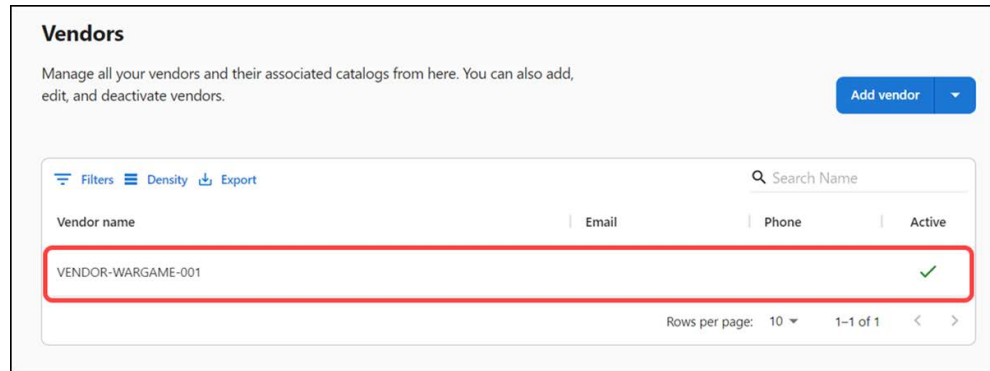 Vendors
Manage all your vendors and their associated catalogs from here. You can also add,
edit, and deactivate vendors.
Add vendor
Filters Density Export
Search Name
Vendor name Email Phone Active
VENDOR-WARGAME-001
Rows per page: 10 1–1 of 1